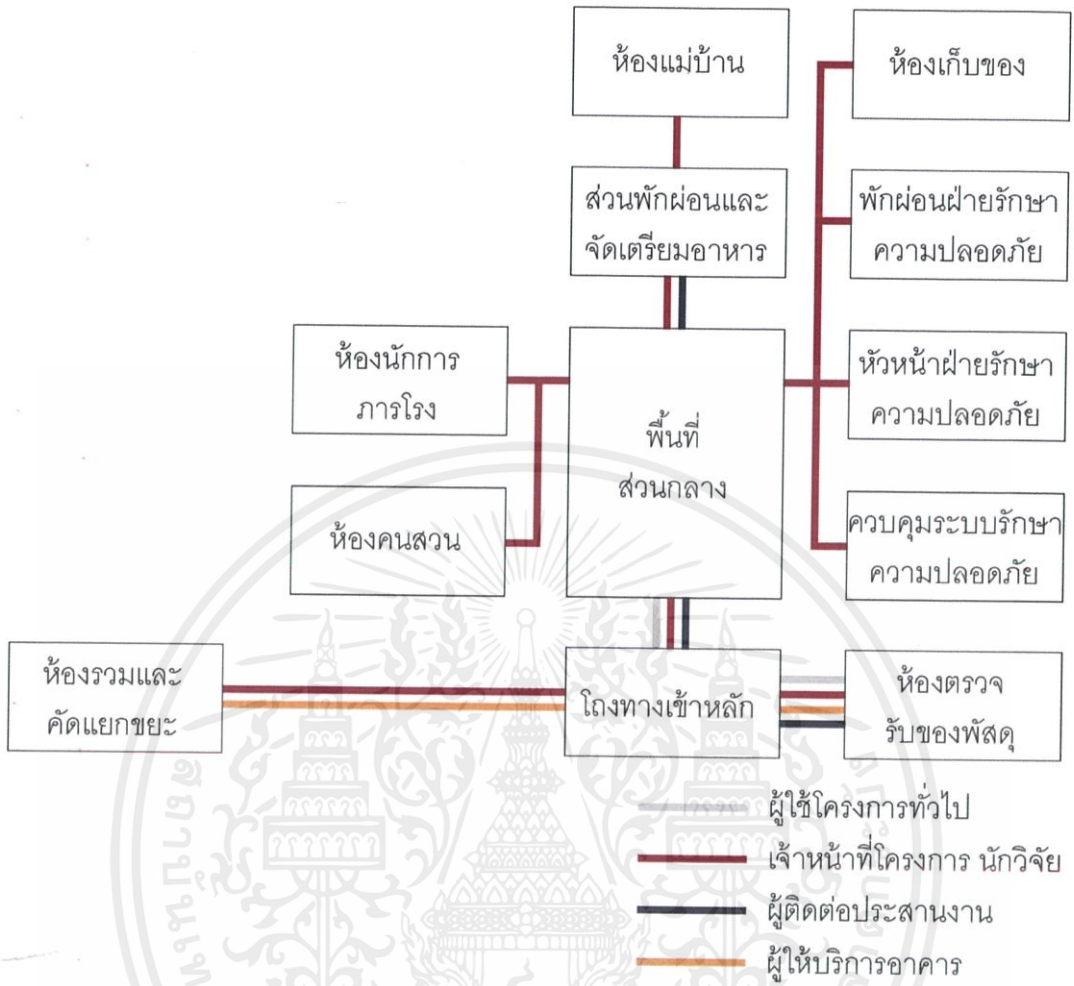 ห้องแม่บ้าน
ห้องเก็บของ
ส่วนพักผ่อนและ
จัดเตรียมอาหาร
พักผ่อนฝ่ายรักษา
ความปลอดภัย
ห้องนักการ
ภารโรง
พื้นที่
ส่วนกลาง
หัวหน้าฝ่ายรักษา
ความปลอดภัย
ห้องคนสวน
ควบคุมระบบรักษา
ความปลอดภัย
ห้องรวมและ
คัดแยกขยะ
โถงทางเข้าหลัก
ห้องตรวจ
รับของพัสดุ
ผู้ใช้โครงการทั่วไป
เจ้าหน้าที่โครงการ นักวิจัย
ผู้ติดต่อประสานงาน
ผู้ให้บริการอาคาร